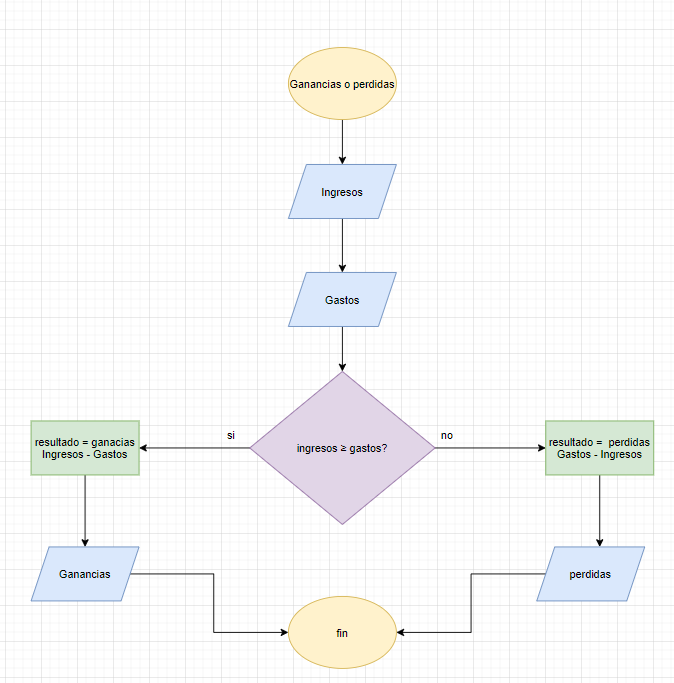 Ganancias o perdidas
Ingresos
Gastos
ingresos ≥ gastos?
si
no
resultado = ganacias
Ingresos - Gastos
resultado =  perdidas
Gastos - Ingresos
Ganancias
perdidas
fin